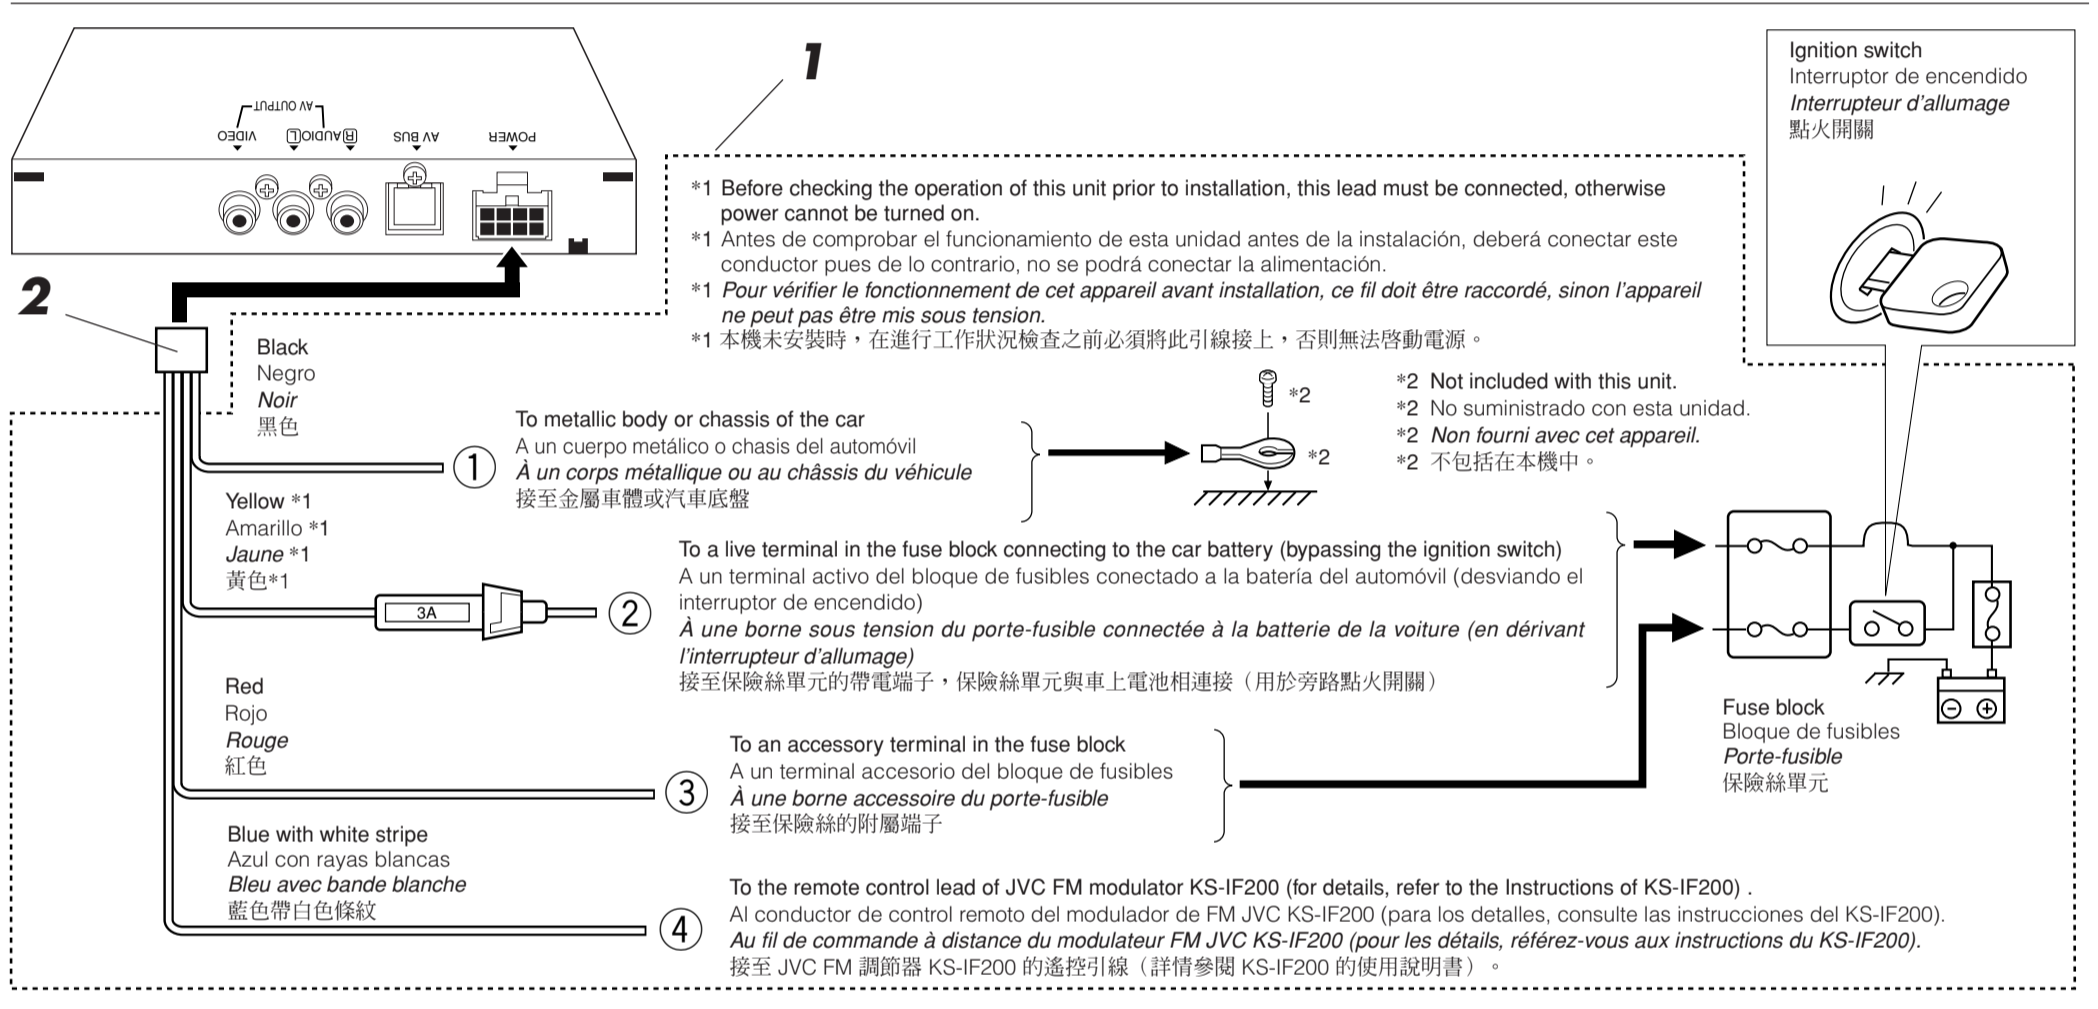 AV OUTPUT
VIDEO
L AUDIO R
AV BUS
POWER
1
2
Ignition switch
Interruptor de encendido
Interrupteur d'allumage
點火開關
*1 Before checking the operation of this unit prior to installation, this lead must be connected, otherwise
power cannot be turned on.
*1 Antes de comprobar el funcionamiento de esta unidad antes de la instalación, deberá conectar este
conductor pues de lo contrario, no se podrá conectar la alimentación.
*1 Pour vérifier le fonctionnement de cet appareil avant installation, ce fil doit être raccordé, sinon l'appareil
ne peut pas être mis sous tension.
*1 本機未安裝時，在進行工作狀況檢查之前必須將此引線接上，否則無法啓動電源。
Black
Negro
Noir
黑色
1
To metallic body or chassis of the car
A un cuerpo metálico o chasis del automóvil
À un corps métallique ou au châssis du véhicule
接至金屬車體或汽車底盤
*2
*2
*2 Not included with this unit.
*2 No suministrado con esta unidad.
*2 Non fourni avec cet appareil.
*2 不包括在本機中。
Yellow *1
Amarillo *1
Jaune *1
黃色*1
3A
2
To a live terminal in the fuse block connecting to the car battery (bypassing the ignition switch)
A un terminal activo del bloque de fusibles conectado a la batería del automóvil (desviando el
interruptor de encendido)
À une borne sous tension du porte-fusible connectée à la batterie de la voiture (en dérivant
l'interrupteur d'allumage)
接至保險絲單元的帶電端子，保險絲單元與車上電池相連接（用於旁路點火開關）
Fuse block
Bloque de fusibles
Porte-fusible
保險絲單元
Red
Rojo
Rouge
紅色
3
To an accessory terminal in the fuse block
A un terminal accesorio del bloque de fusibles
À une borne accessoire du porte-fusible
接至保險絲的附屬端子
Blue with white stripe
Azul con rayas blancas
Bleu avec bande blanche
藍色帶白色條紋
4
To the remote control lead of JVC FM modulator KS-IF200 (for details, refer to the Instructions of KS-IF200) .
Al conductor de control remoto del modulador de FM JVC KS-IF200 (para los detalles, consulte las instrucciones del KS-IF200).
Au fil de commande à distance du modulateur FM JVC KS-IF200 (pour les détails, référez-vous aux instructions du KS-IF200).
接至 JVC FM 調節器 KS-IF200 的遙控引線（詳情參閱 KS-IF200 的使用說明書）。